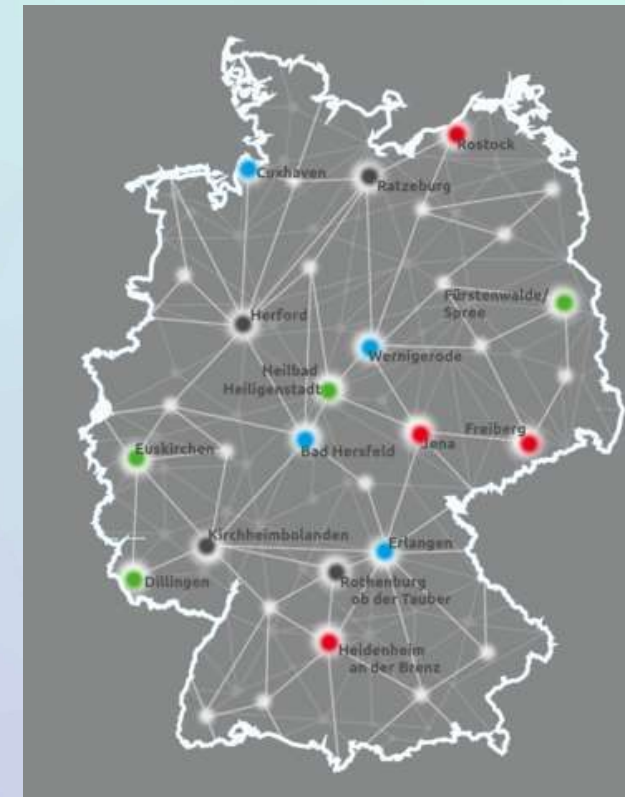 Rostock
Cuxhaven
Ratzeburg
Fürstenwalde/
Spree
Herford
Wernigerode
Heilbad
Heiligenstadt
Freiberg
Jena
Euskirchen
Bad Hersfeld
Kirchheimbolanden
Erlangen
Dillingen
Rothenburg
ob der Tauber
Heidenheim
an der Brenz